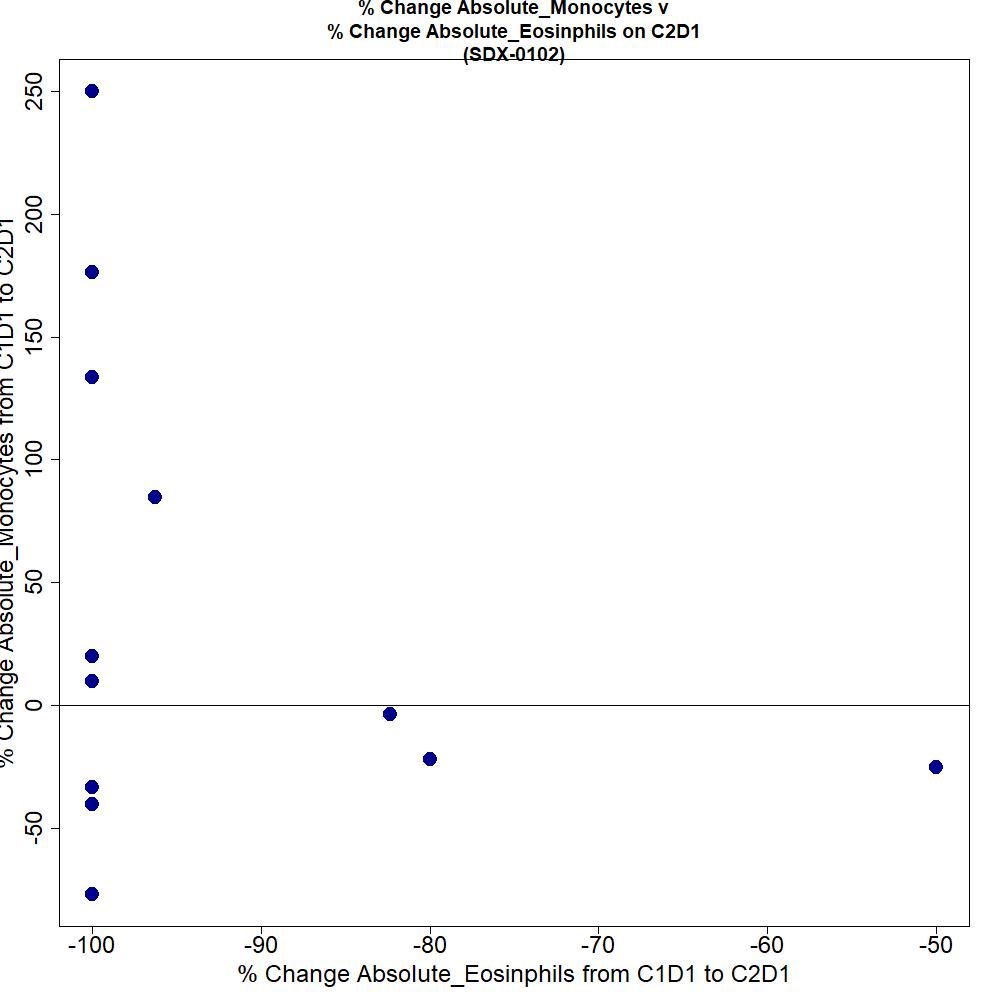 % Change Absolute_Monocytes v
% Change Absolute_Eosinphils on C2D1
(SDX-0102)
% Change Absolute_Monocytes from C1D1 to C2D1
250
200
150
100
50
0
-50
-100 -90 -80 -70 -60 -50
% Change Absolute_Eosinphils from C1D1 to C2D1